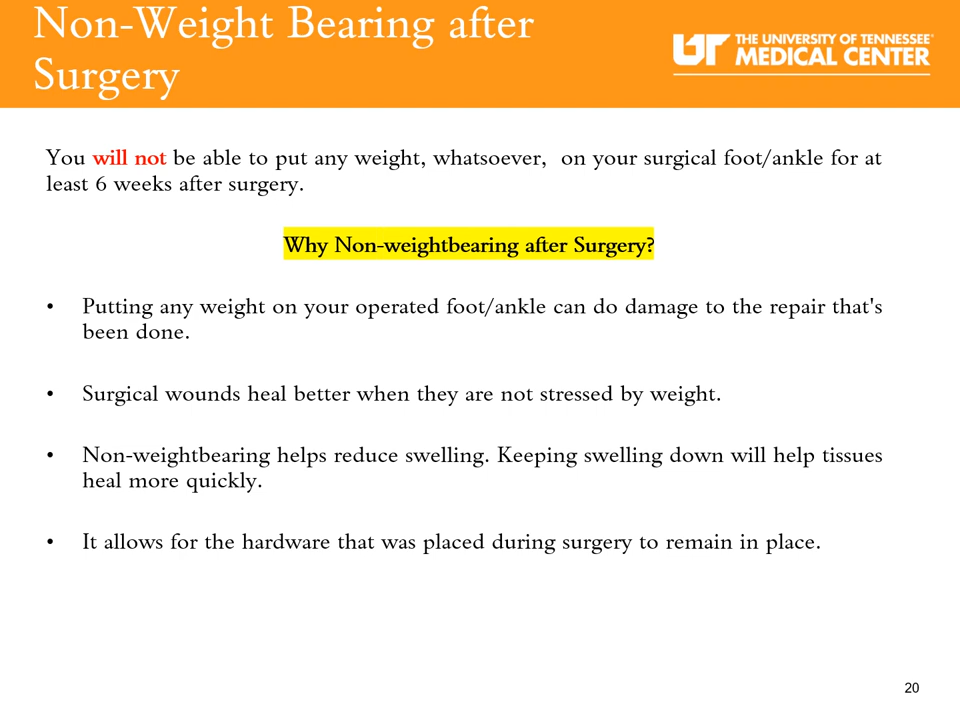 Non-Weight Bearing after
Surgery
UT THE UNIVERSITY OF TENNESSEE
MEDICAL CENTER
You will not be able to put any weight, whatsoever,  on your surgical foot/ankle for at
least 6 weeks after surgery.
Why Non-weightbearing after Surgery?
• Putting any weight on your operated foot/ankle can do damage to the repair that's
been done.
• Surgical wounds heal better when they are not stressed by weight.
• Non-weightbearing helps reduce swelling. Keeping swelling down will help tissues
heal more quickly.
• It allows for the hardware that was placed during surgery to remain in place.
20